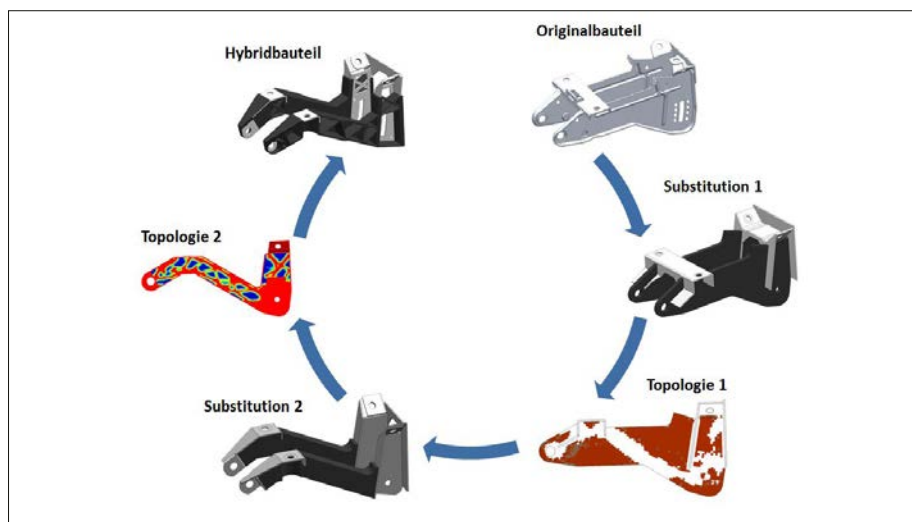 Originalbauteil
Hybridbauteil
Substitution 1
Topologie 2
Topologie 1
Substitution 2